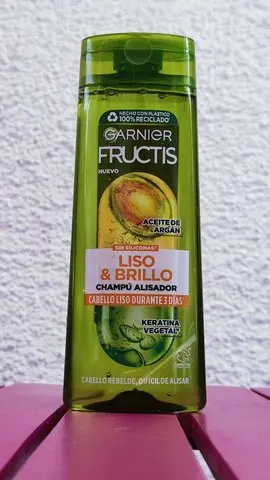 HECHO CON PLÁSTICO
100% RECICLADO*
GARNIER
FRUCTIS
NUEVO
ACEITE DE
ARGÁN
SIN SILICONAS*
LISO
& BRILLO
CHAMPÚ ALISADOR
CABELLO LISO DURANTE 3 DÍAS
KERATINA
VEGETAL*
CABELLO REBELDE, DIFÍCIL DE ALISAR